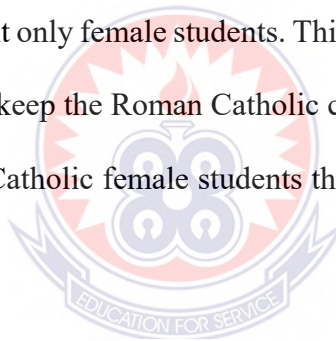 t only female students. Thi
keep the Roman Catholic c
Catholic female students th
EDUCATION FOR SERVICE